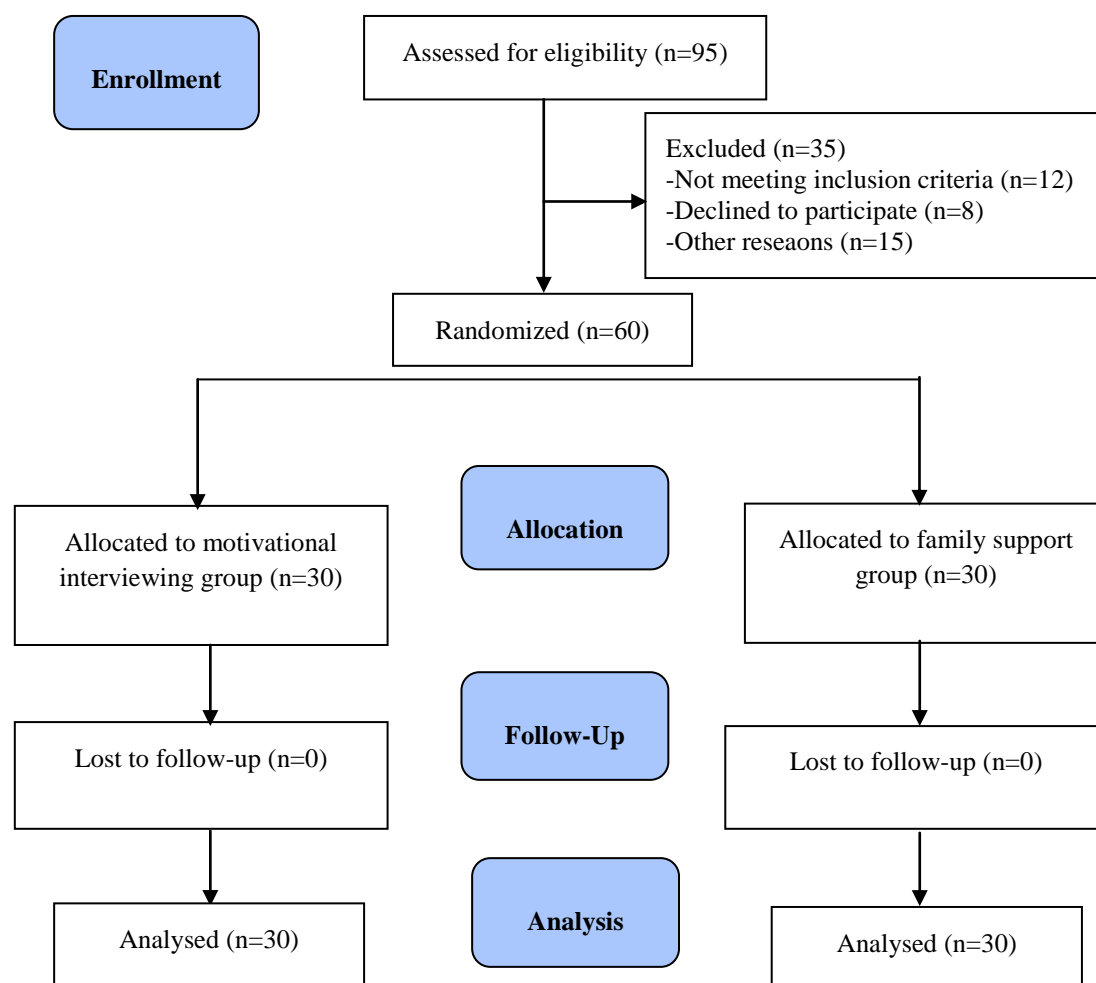 Enrollment
Assessed for eligibility (n=95)
Excluded (n=35)
-Not meeting inclusion criteria (n=12)
-Declined to participate (n=8)
-Other reseaons (n=15)
Randomized (n=60)
Allocation
Allocated to motivational
interviewing group (n=30)
Allocated to family support
group (n=30)
Follow-Up
Lost to follow-up (n=0)
Lost to follow-up (n=0)
Analysis
Analysed (n=30)
Analysed (n=30)